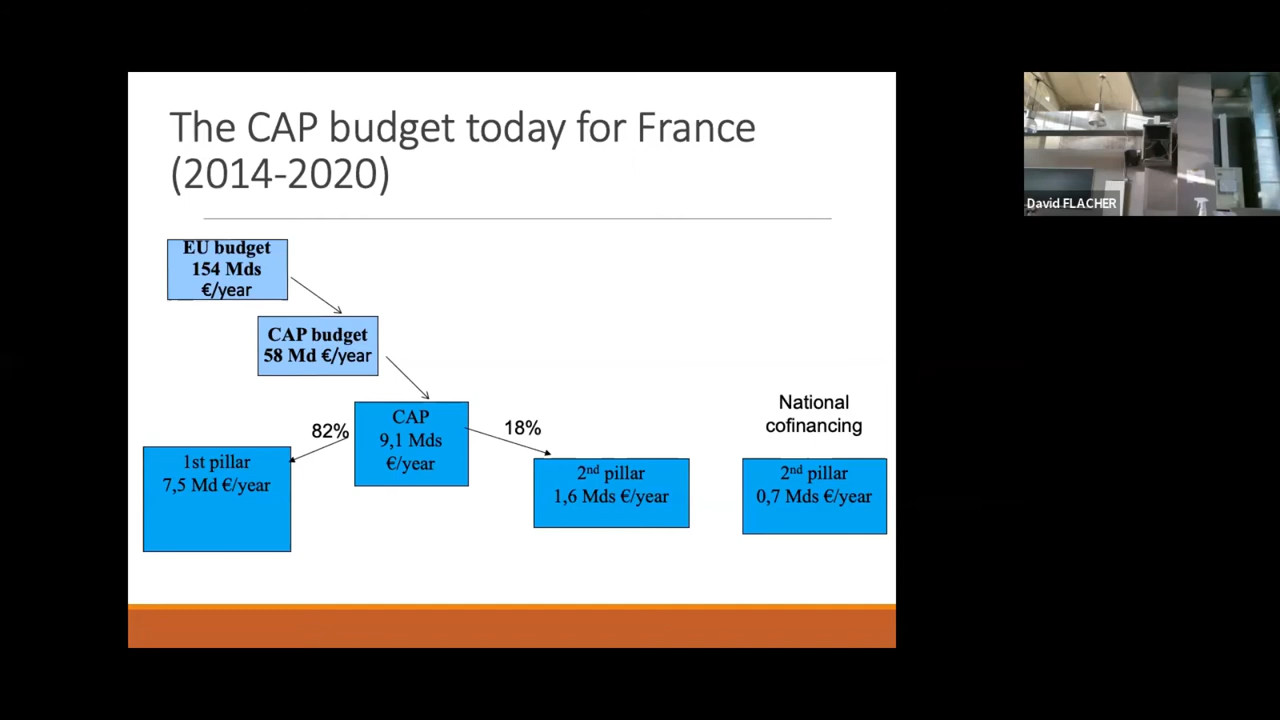 The CAP budget today for France
(2014-2020)
EU budget
154 Mds
€/year
CAP budget
58 Md €/year
CAP
9,1 Mds
€/year
82%
18%
1st pillar
7,5 Md €/year
2nd pillar
1,6 Mds €/year
National
cofinancing
2nd pillar
0,7 Mds €/year
David FLACHER